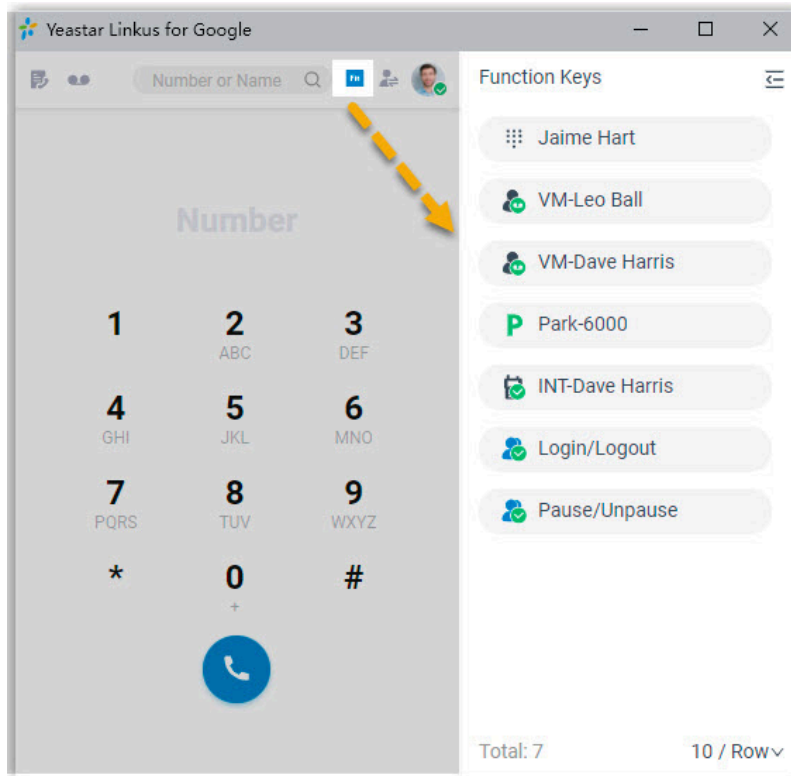 Yeastar Linkus for Google
Number or Name
Fn
Function Keys
Number
1
2
3
ABC
DEF
4
5
6
GHI
JKL
MNO
7
8
9
PQRS
TUV
WXYZ
*
0
#
+
Jaime Hart
VM-Leo Ball
VM-Dave Harris
P Park-6000
INT-Dave Harris
Login/Logout
Pause/Unpause
Total: 7
10 / Row